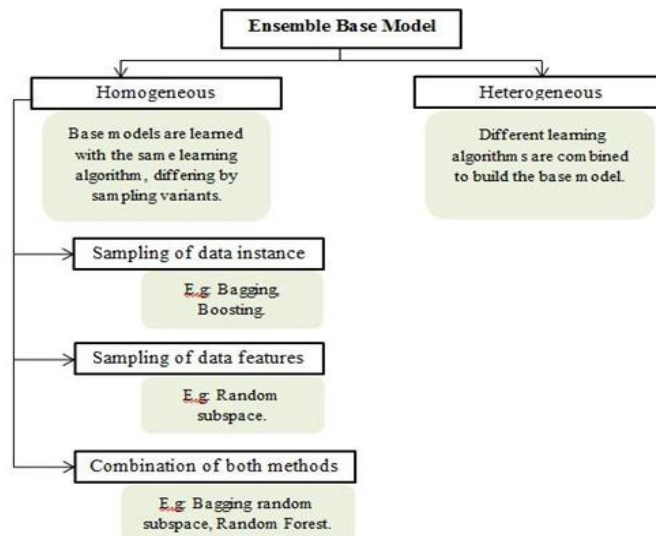 Ensemble Base Model
Homogeneous
Heterogeneous
Base models are learned
with the same learning
algorithm, differing by
sampling variants.
Different learning
algorithms are combined
to build the base model.
Sampling of data instance
E.g: Bagging,
Boosting.
Sampling of data features
E.g: Random
subspace.
Combination of both methods
E.g: Bagging random
subspace, Random Forest.